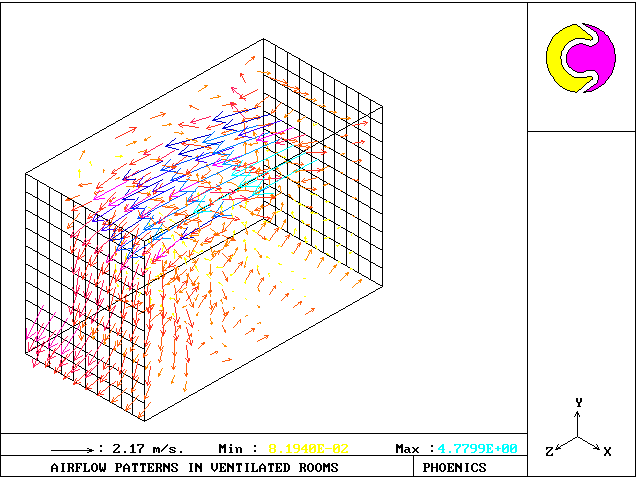 Y
Z X
: 2.17 m/s. Min : 8.1948E-02 Max :4.7799E+00
AIRFLOW PATTERNS IN VENTILATED ROOMS PHOENICS